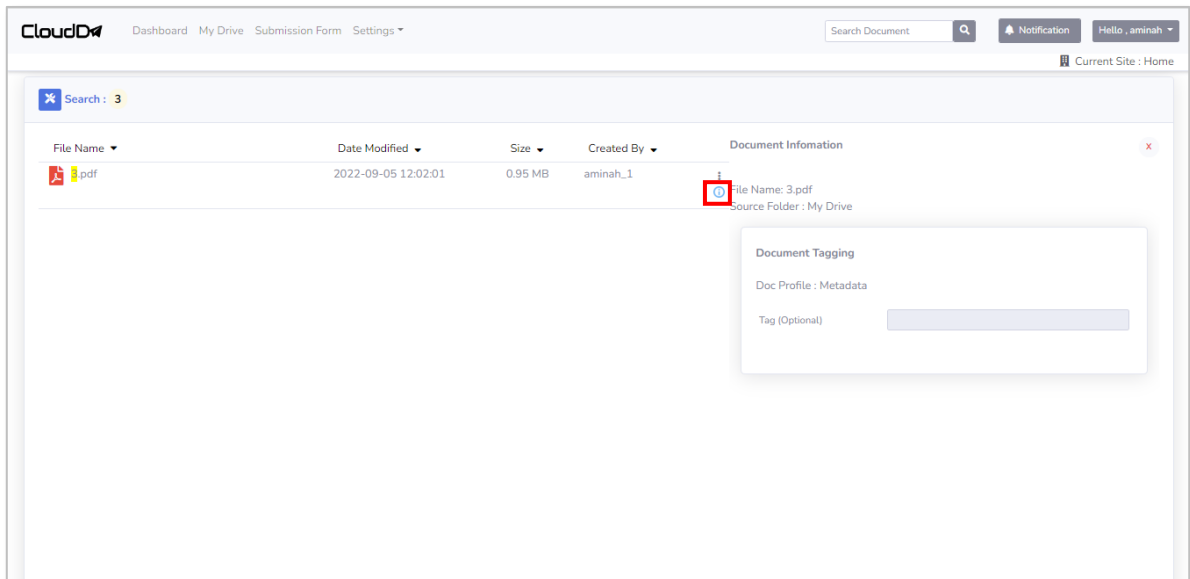 CloudD Dashboard My Drive Submission Form Settings Search Document Notification Hello , aminah
Current Site : Home
Search : 3
File Name Date Modified Size Created By Document Infomation x
3.pdf 2022-09-05 12:02:01 0.95 MB aminah_1
File Name: 3.pdf
Source Folder : My Drive
Document Tagging
Doc Profile : Metadata
Tag (Optional)